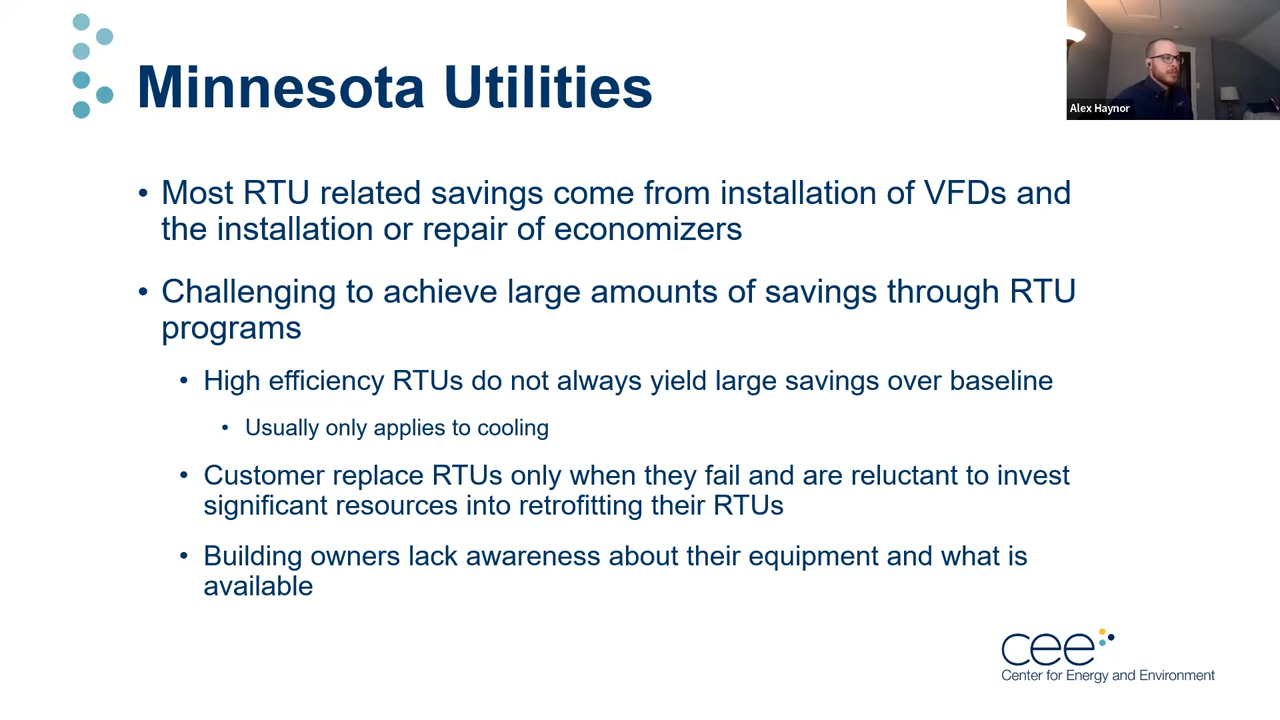 Minnesota Utilities
Alex Haynor
• Most RTU related savings come from installation of VFDs and
the installation or repair of economizers
• Challenging to achieve large amounts of savings through RTU
programs
• High efficiency RTUs do not always yield large savings over baseline
• Usually only applies to cooling
• Customer replace RTUs only when they fail and are reluctant to invest
significant resources into retrofitting their RTUs
• Building owners lack awareness about their equipment and what is
available
cee
Center for Energy and Environment